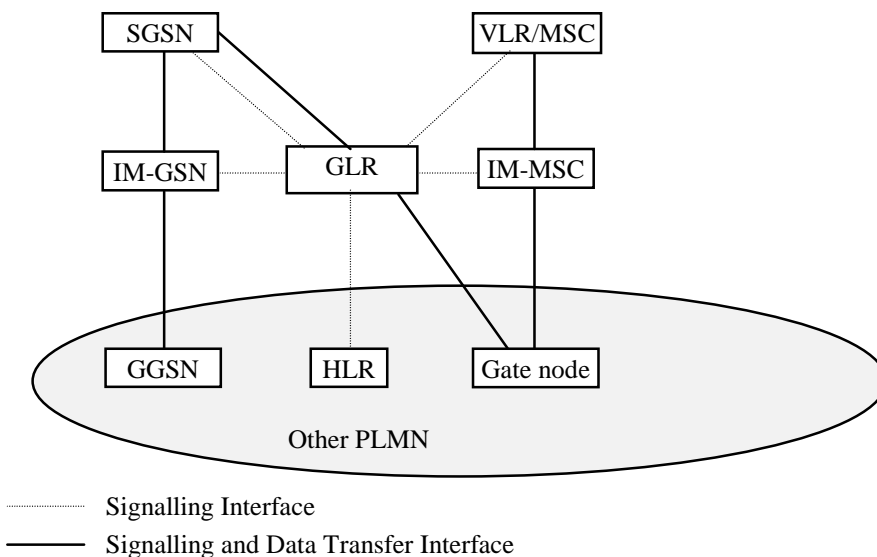 SGSN
VLR/MSC
IM-GSN
GLR
IM-MSC
GGSN
HLR
Gate node
Other PLMN
Signalling Interface
Signalling and Data Transfer Interface